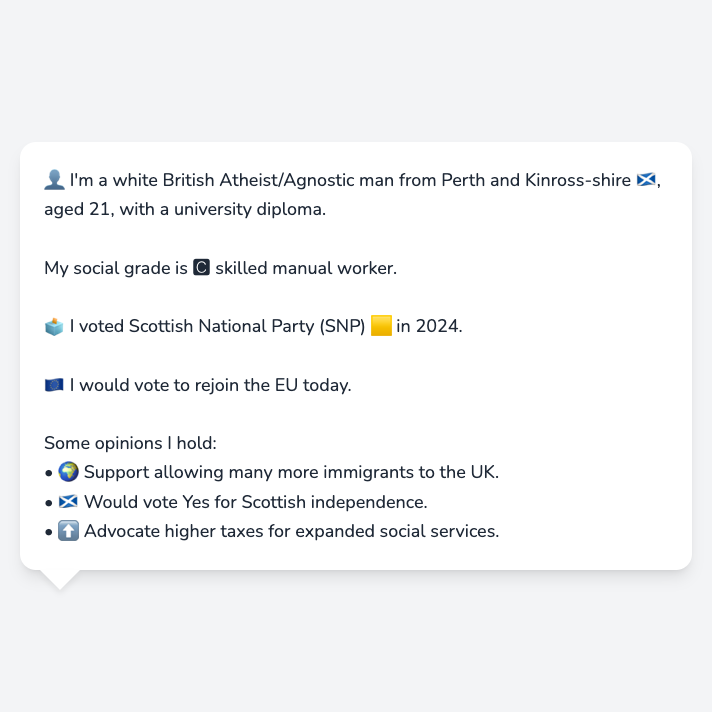 👤 I'm a white British Atheist/Agnostic man from Perth and Kinross-shire 🏴󠁧󠁢󠁳󠁣󠁴󠁿,
aged 21, with a university diploma.
My social grade is 🅲 skilled manual worker.
🗳️ I voted Scottish National Party (SNP) 🟨 in 2024.
🇪🇺 I would vote to rejoin the EU today.
Some opinions I hold:
• 🌍 Support allowing many more immigrants to the UK.
• 🏴󠁧󠁢󠁳󠁣󠁴󠁿 Would vote Yes for Scottish independence.
• ⬆️ Advocate higher taxes for expanded social services.